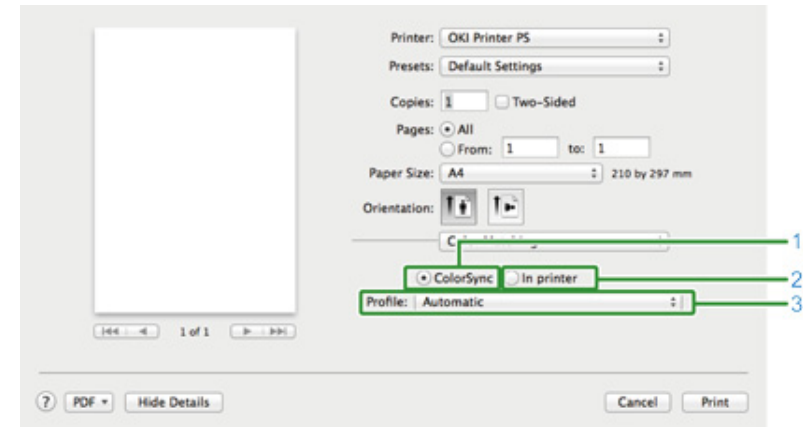 Printer: OKI Printer PS
Presets: Default Settings
Copies: 1 Two-Sided
Pages: All
From: 1 to: 1
Paper Size: A4 210 by 297 mm
Orientation:
1
ColorSync In printer
2
Profile: Automatic
3
1 of 1
? PDF Hide Details Cancel Print